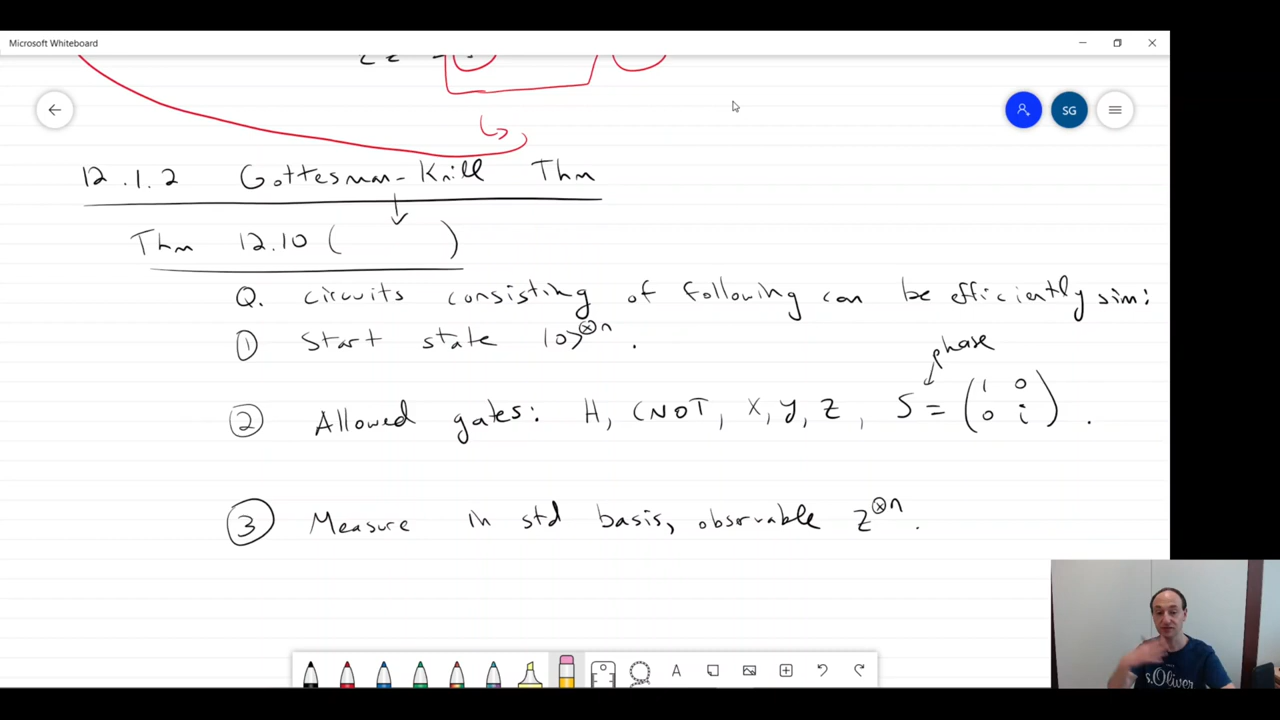 Microsoft Whiteboard
SG
12.1.2 Gottesman-Knill Thm
Thm 12.10 ( )
Q. circuits consisting of following can be efficiently sim:
① Start state |0>^⊗n .
phase
② Allowed gates: H, CNOT, X, Y, Z, S = (1 0
0 i) .
③ Measure in std basis, observable Z^⊗n .
A
s.Oliver